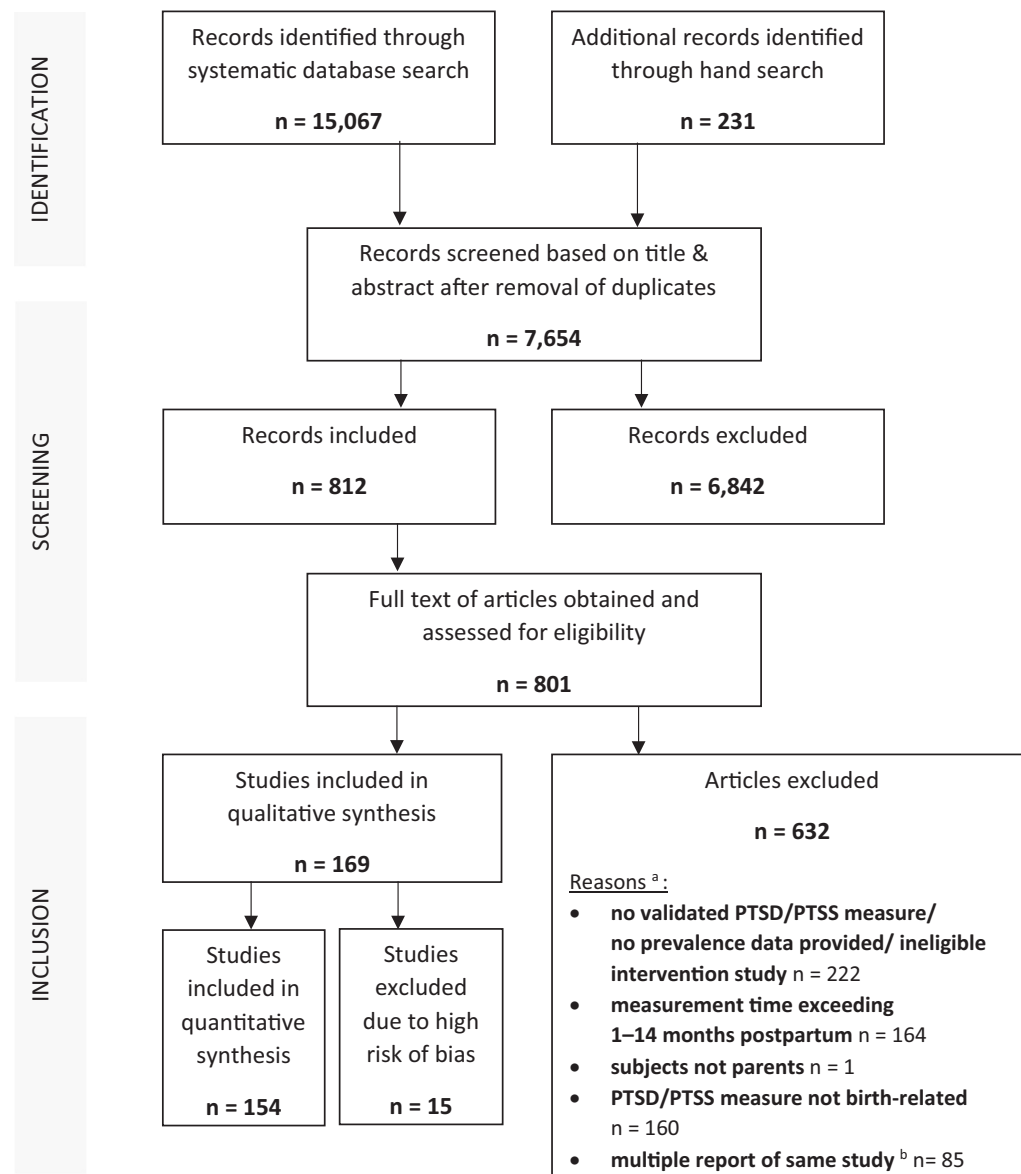 IDENTIFICATION
Records identified through
systematic database search
n = 15,067
Additional records identified
through hand search
n = 231
Records screened based on title &
abstract after removal of duplicates
n = 7,654
SCREENING
Records included
n = 812
Records excluded
n = 6,842
Full text of articles obtained and
assessed for eligibility
n = 801
INCLUSION
Studies included in
qualitative synthesis
n = 169
Studies
included in
quantitative
synthesis
n = 154
Studies
excluded
due to high
risk of bias
n = 15
Articles excluded
n = 632
Reasons a :
• no validated PTSD/PTSS measure/
no prevalence data provided/ ineligible
intervention study n = 222
• measurement time exceeding
1–14 months postpartum n = 164
• subjects not parents n = 1
• PTSD/PTSS measure not birth-related
n = 160
• multiple report of same study b n= 85